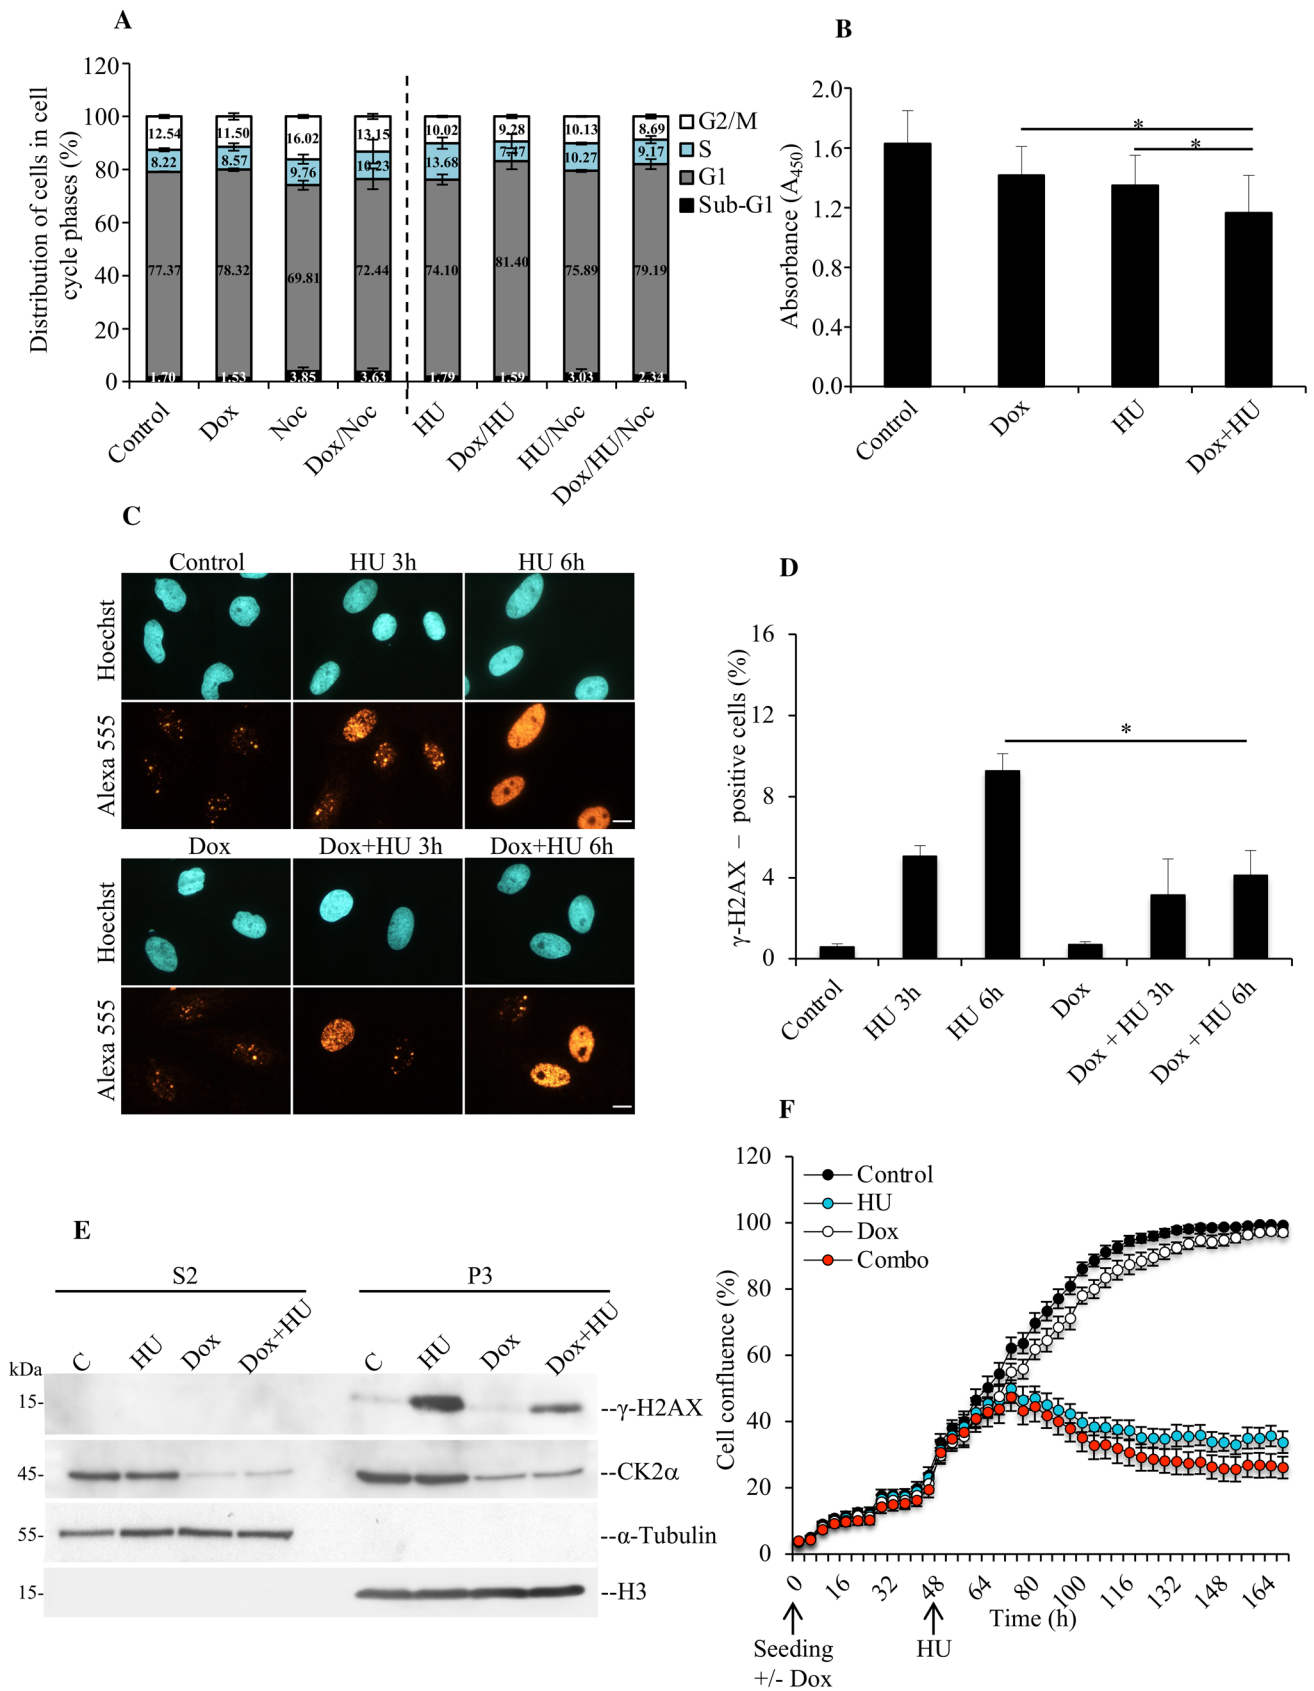 A
120
100
80
60
40
20
0
Distribution of cells in cell
cycle phases (%)
12.54 11.50 16.02 13.15 10.02 9.28 10.13 8.69
8.22 8.57 9.76 10.23 13.68 7.47 10.27 9.17
77.37 78.32 69.81 72.44 74.10 81.40 75.89 79.19
1.70 1.53 3.85 3.63 1.79 1.59 3.03 2.34
G2/M
S
G1
Sub-G1
Control Dox Noc Dox/Noc HU Dox/HU HU/Noc Dox/HU/Noc
B
2.0
1.6
1.2
0.8
0.4
0.0
Absorbance (A450)
*
*
Control Dox HU Dox+HU
C
Control HU 3h HU 6h
Hoechst
Alexa 555
Dox Dox+HU 3h Dox+HU 6h
Hoechst
Alexa 555
D
16
12
8
4
0
γ-H2AX – positive cells (%)
*
Control HU 3h HU 6h Dox Dox + HU 3h Dox + HU 6h
E
S2 P3
C HU Dox Dox+HU C HU Dox Dox+HU
kDa
15- --γ-H2AX
45- --CK2α
55- --α-Tubulin
15- --H3
F
120
100
80
60
40
20
0
Cell confluence (%)
Control
HU
Dox
Combo
0 16 32 48 64 80 100 116 132 148 164
Time (h)
Seeding
+/- Dox
HU